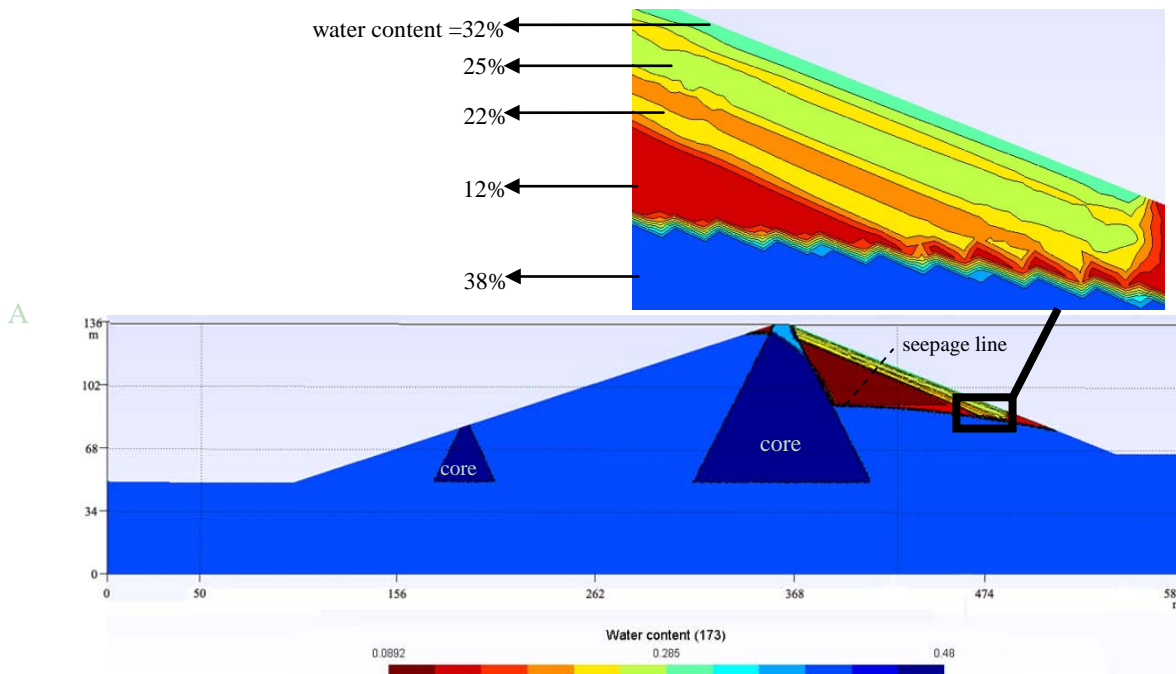 water content =32%
25%
22%
12%
38%
A
136
m
seepage line
102
core
68
core
34
0
0 50 156 262 368 474 58
Water content (173)
0.0892 0.285 0.48